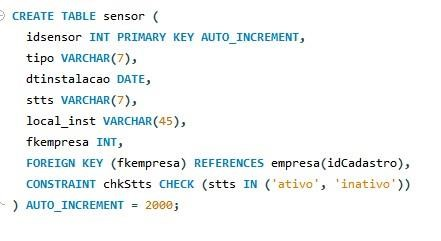 CREATE TABLE sensor (
idsensor INT PRIMARY KEY AUTO_INCREMENT,
tipo VARCHAR(7),
dtinstalacao DATE,
stts VARCHAR(7),
local_inst VARCHAR(45),
fkempresa INT,
FOREIGN KEY (fkempresa) REFERENCES empresa(idCadastro),
CONSTRAINT chkStts CHECK (stts IN ('ativo', 'inativo'))
) AUTO_INCREMENT = 2000;